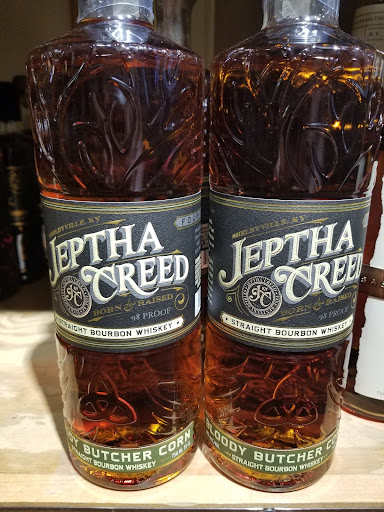 SHELBYVILLE, KY
JEPTHA
CREED
JC
BORN & RAISED
98 PROOF
STRAIGHT BOURBON WHISKEY
BUTCHER CORN
STRAIGHT BOURBON WHISKEY
SHELBYVILLE, KY
JEPTHA
CREED
JC
BORN & RAISED
98 PROOF
STRAIGHT BOURBON WHISKEY
BLOODY BUTCHER CORN
STRAIGHT BOURBON WHISKEY